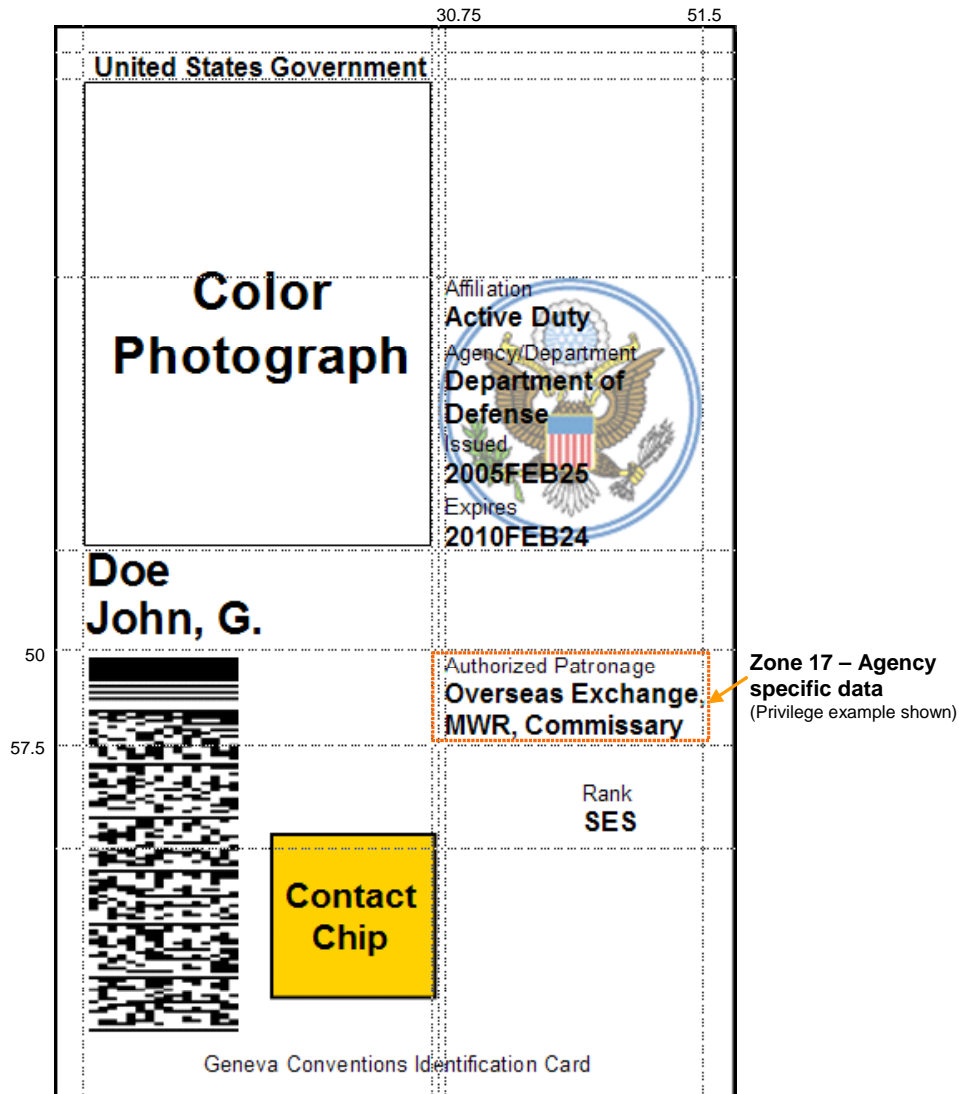 30.75 51.5
United States Government
Color
Photograph
Affiliation
Active Duty
Agency/Department
Department of
Defense
Issued
2005FEB25
Expires
2010FEB24
Doe
John, G.
50
Authorized Patronage
Overseas Exchange,
MWR, Commissary
Zone 17 – Agency
specific data
(Privilege example shown)
57.5
Rank
SES
Contact
Chip
Geneva Conventions Identification Card